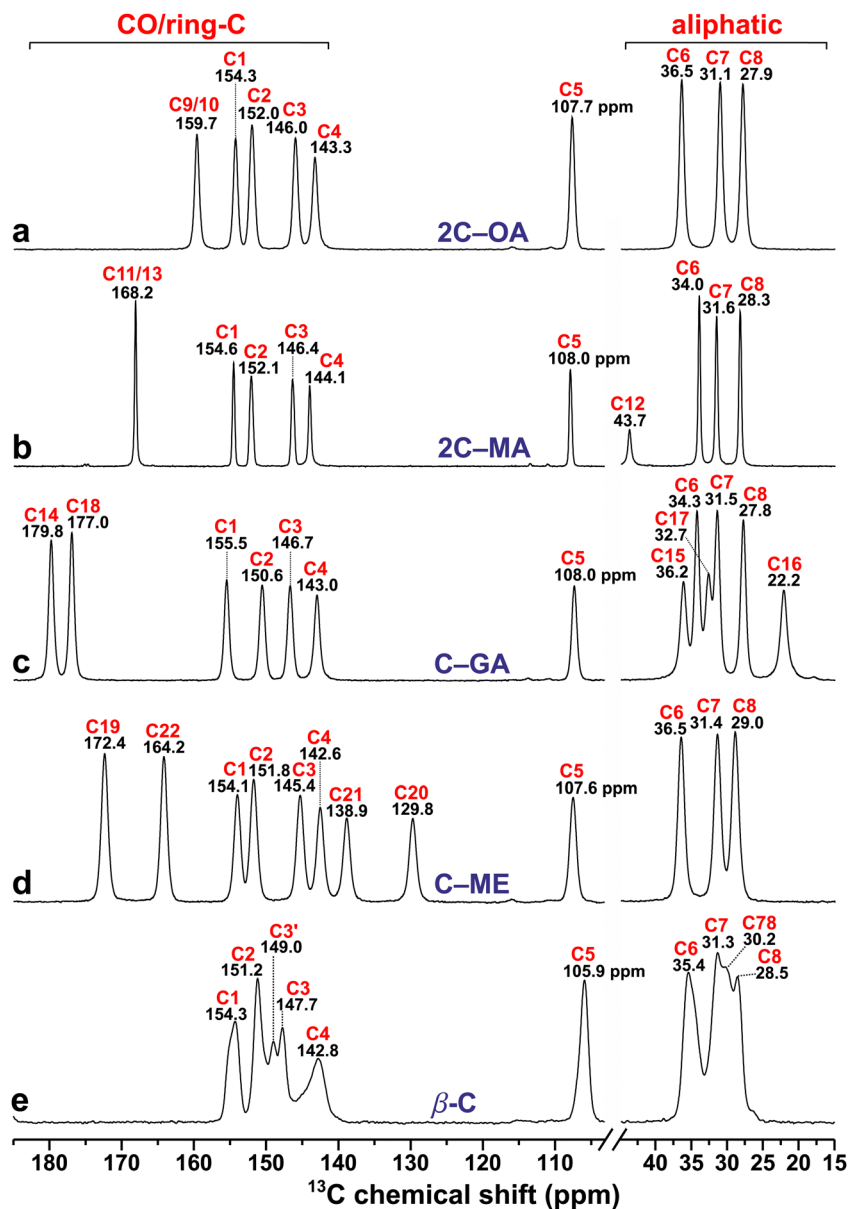 CO/ring-C
aliphatic
C9/10
159.7
C1
154.3
C2
152.0
C3
146.0
C4
143.3
C5
107.7 ppm
C6
36.5
C7
31.1
C8
27.9
a
2C–OA
C11/13
168.2
C1
154.6
C2
152.1
C3
146.4
C4
144.1
C5
108.0 ppm
C12
43.7
C6
34.0
C7
31.6
C8
28.3
b
2C–MA
C14
179.8
C18
177.0
C1
155.5
C2
150.6
C3
146.7
C4
143.0
C5
108.0 ppm
C15
36.2
C6
34.3
C17
32.7
C7
31.5
C8
27.8
C16
22.2
c
C–GA
C19
172.4
C22
164.2
C1
154.1
C2
151.8
C3
145.4
C4
142.6
C21
138.9
C20
129.8
C5
107.6 ppm
C6
36.5
C7
31.4
C8
29.0
d
C–ME
C1
154.3
C2
151.2
C3'
149.0
C3
147.7
C4
142.8
C5
105.9 ppm
C6
35.4
C7
31.3
C78
30.2
C8
28.5
e
β-C
180 170 160 150 140 130 120 110 40 35 30 25 20 15
¹³C chemical shift (ppm)